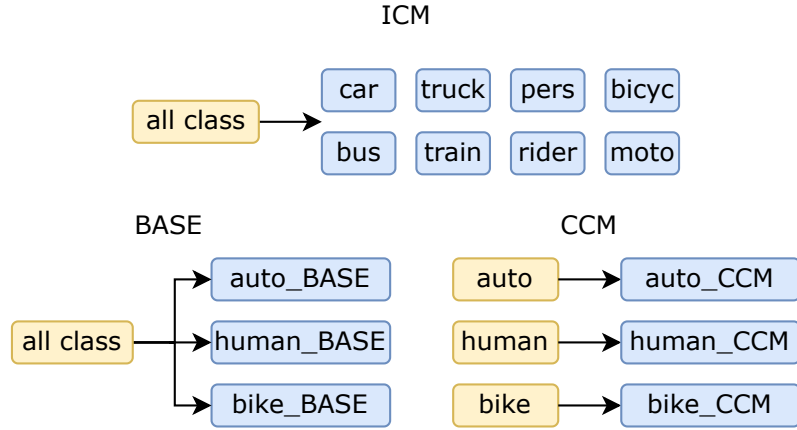 ICM
car truck pers bicyc
all class
bus train rider moto
BASE CCM
auto_BASE auto auto_CCM
all class human_BASE human human_CCM
bike_BASE bike bike_CCM